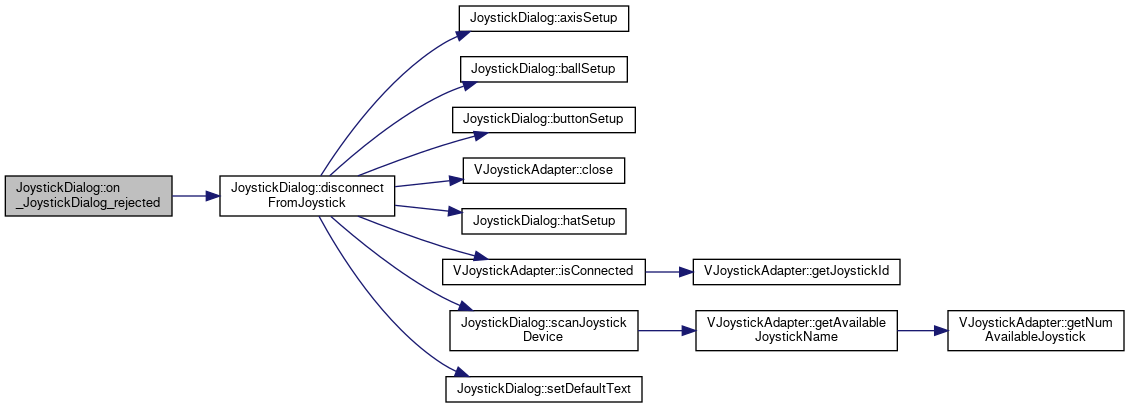 JoystickDialog::on
_JoystickDialog_rejected
JoystickDialog::disconnect
FromJoystick
JoystickDialog::axisSetup
JoystickDialog::ballSetup
JoystickDialog::buttonSetup
VJoystickAdapter::close
JoystickDialog::hatSetup
VJoystickAdapter::isConnected
VJoystickAdapter::getJoystickId
JoystickDialog::scanJoystick
Device
VJoystickAdapter::getAvailable
JoystickName
VJoystickAdapter::getNum
AvailableJoystick
JoystickDialog::setDefaultText